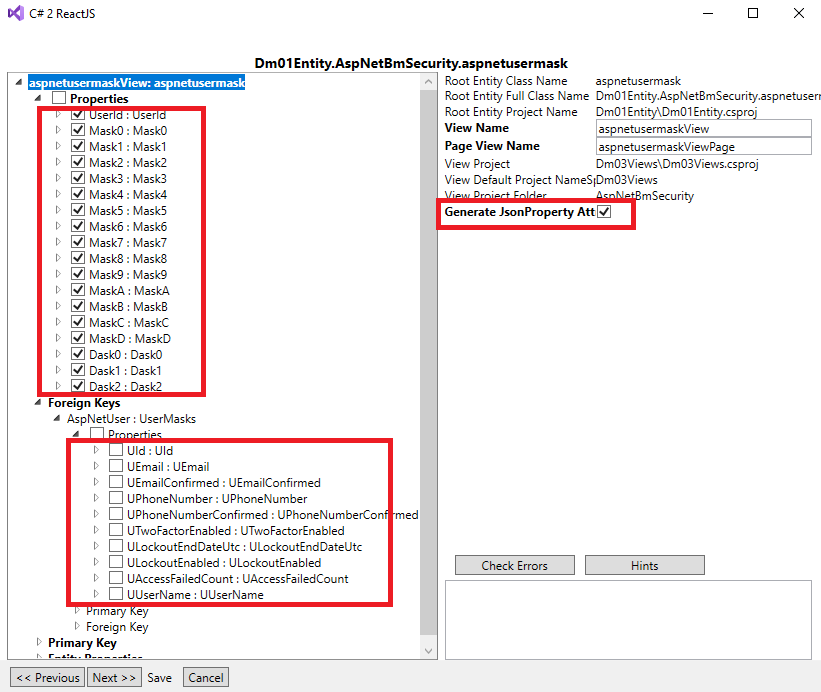 C# 2 ReactJS
Dm01Entity.AspNetBmSecurity.aspnetusermask
aspnetusermaskView: aspnetusermask
Properties
UserId : UserId
Mask0 : Mask0
Mask1 : Mask1
Mask2 : Mask2
Mask3 : Mask3
Mask4 : Mask4
Mask5 : Mask5
Mask6 : Mask6
Mask7 : Mask7
Mask8 : Mask8
Mask9 : Mask9
MaskA : MaskA
MaskB : MaskB
MaskC : MaskC
MaskD : MaskD
Dask0 : Dask0
Dask1 : Dask1
Dask2 : Dask2
Foreign Keys
AspNetUser : UserMasks
Properties
UId : UId
UEmail : UEmail
UEmailConfirmed : UEmailConfirmed
UPhoneNumber : UPhoneNumber
UPhoneNumberConfirmed : UPhoneNumberConfirmed
UTwoFactorEnabled : UTwoFactorEnabled
ULockoutEndDateUtc : ULockoutEndDateUtc
ULockoutEnabled : ULockoutEnabled
UAccessFailedCount : UAccessFailedCount
UUserName : UUserName
Primary Key
Foreign Key
Primary Key
Entity Properties
Root Entity Class Name aspnetusermask
Root Entity Full Class Name Dm01Entity.AspNetBmSecurity.aspnetuserm
Root Entity Project Name Dm01Entity\Dm01Entity.csproj
View Name aspnetusermaskView
Page View Name aspnetusermaskViewPage
View Project Dm03Views\Dm03Views.csproj
View Default Project NameSp Dm03Views
View Project Folder AspNetBmSecurity
Generate JsonProperty Att
Check Errors Hints
<< Previous Next >> Save Cancel